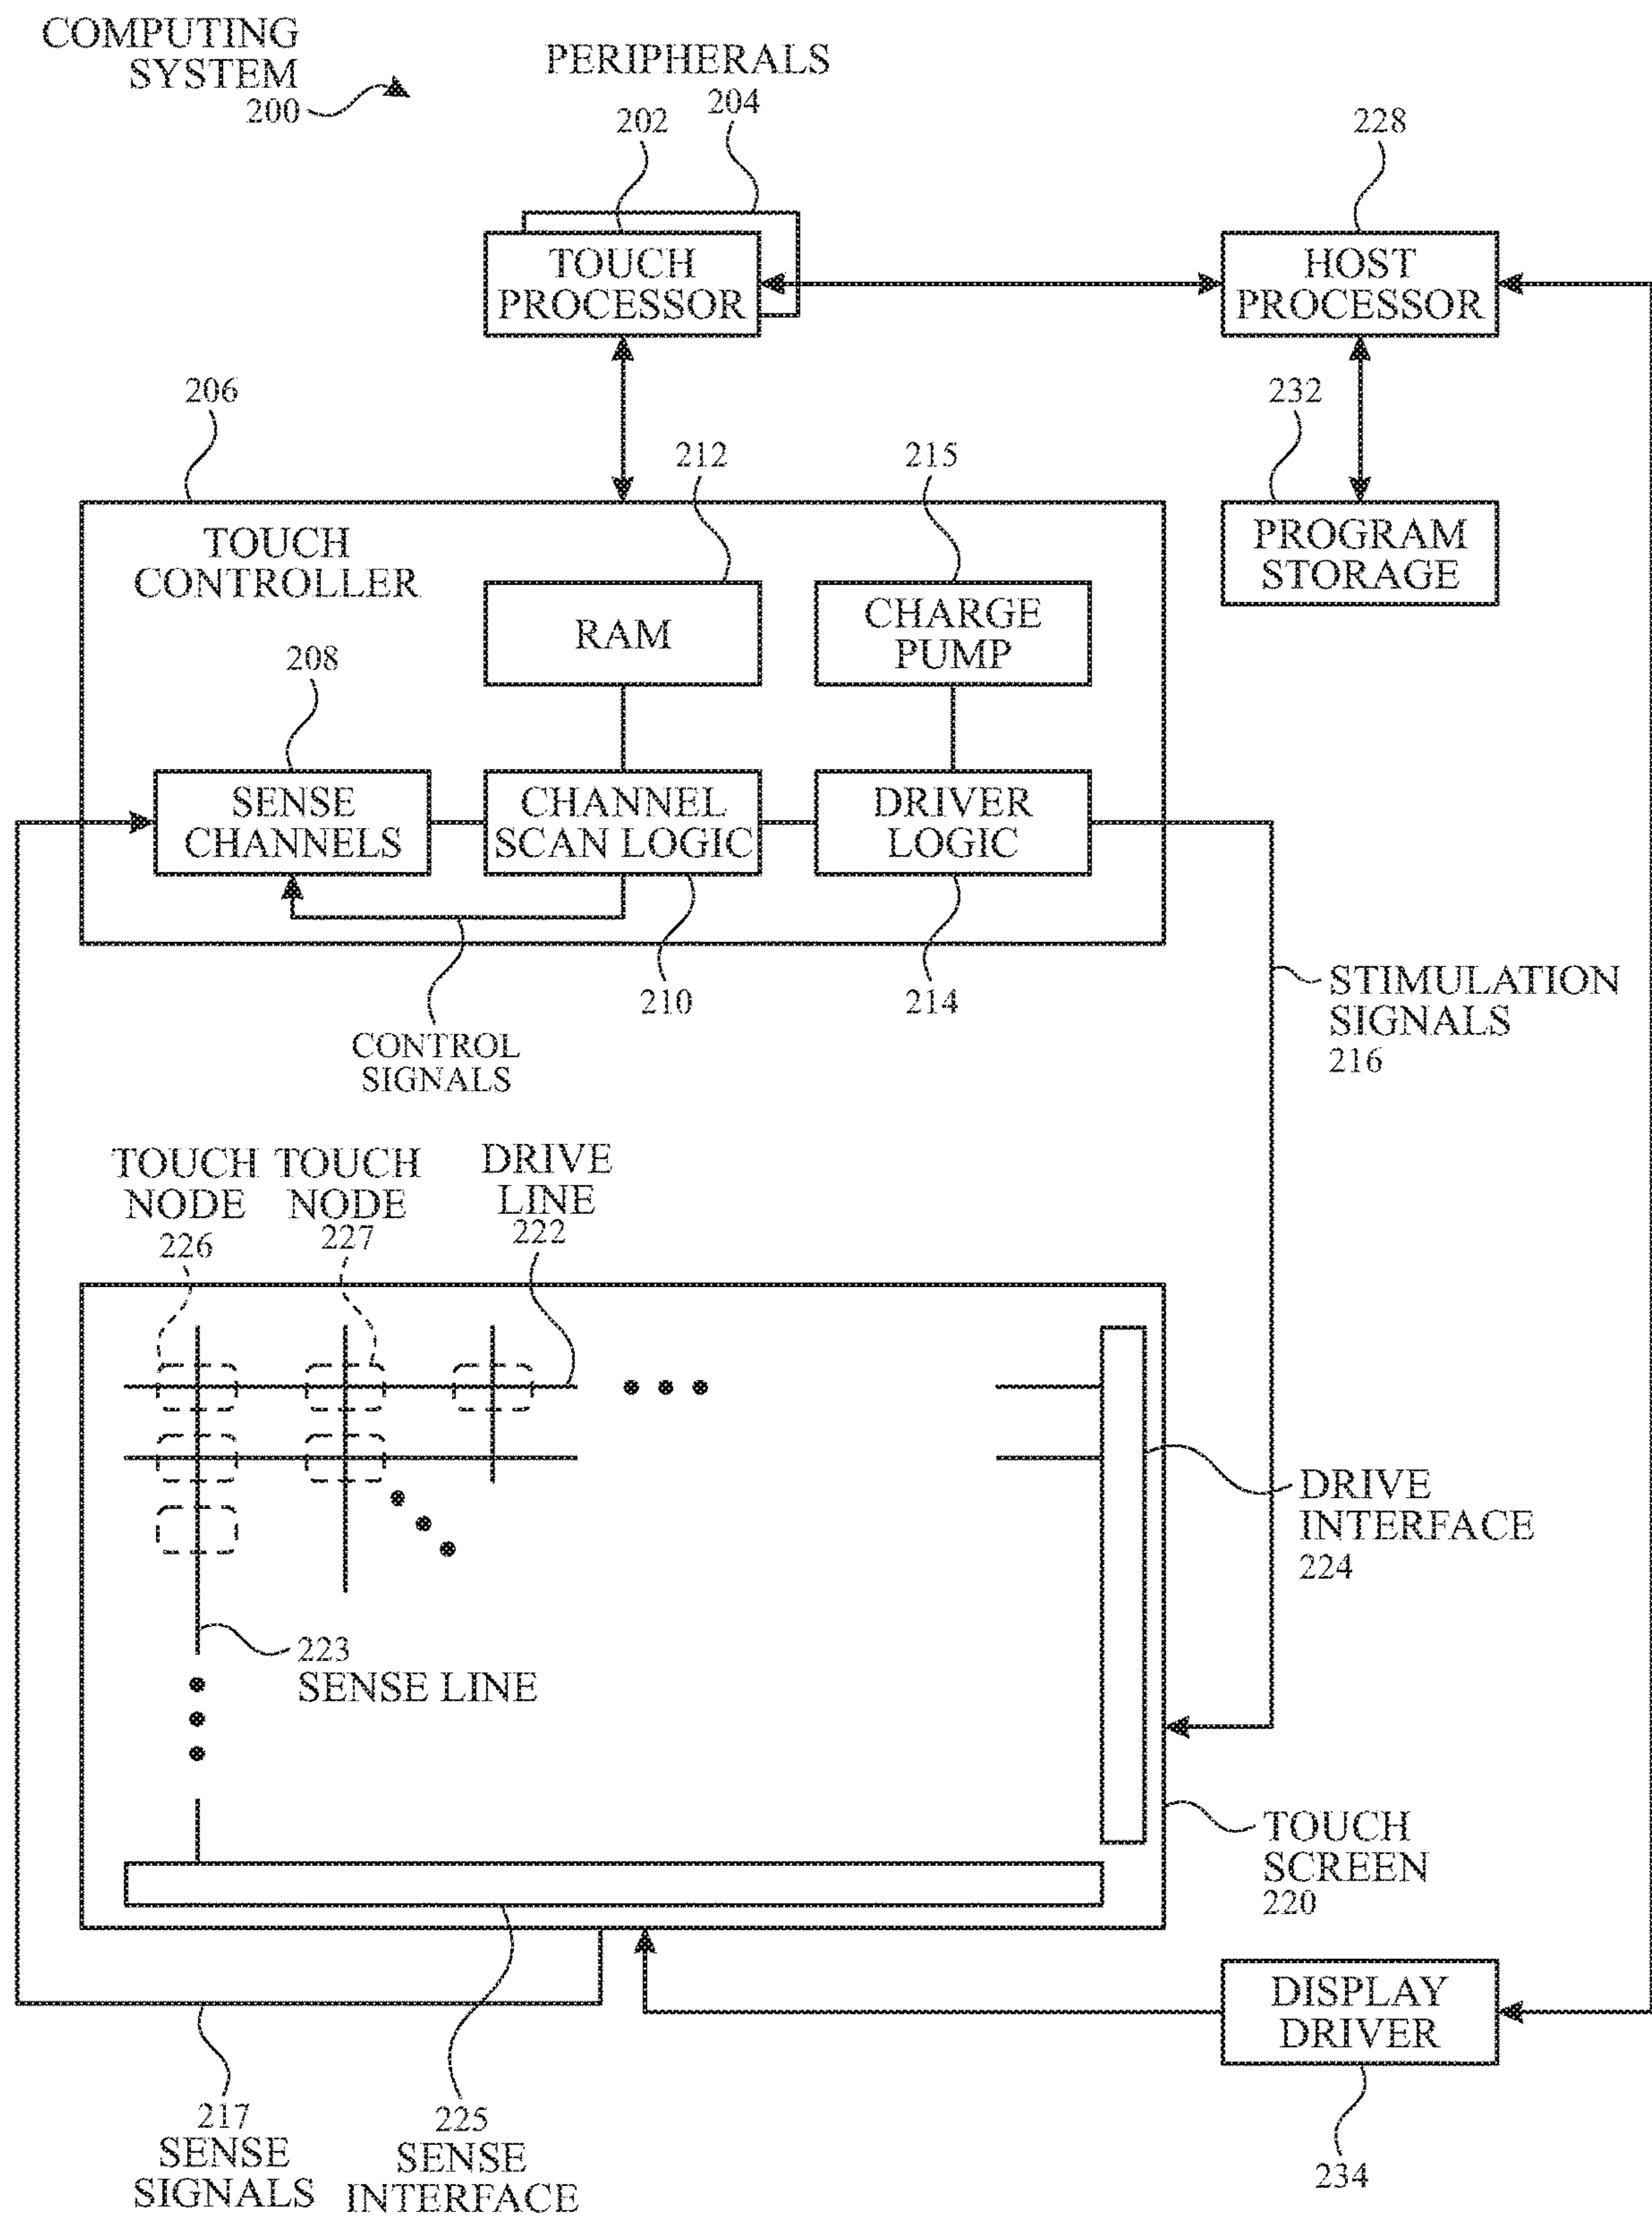 COMPUTING
SYSTEM
200
PERIPHERALS
204
202
228
TOUCH
PROCESSOR
HOST
PROCESSOR
206
212
215
232
TOUCH
CONTROLLER
PROGRAM
STORAGE
RAM
CHARGE
PUMP
208
SENSE
CHANNELS
CHANNEL
SCAN LOGIC
DRIVER
LOGIC
210
214
CONTROL
SIGNALS
STIMULATION
SIGNALS
216
TOUCH
NODE
226
TOUCH
NODE
227
DRIVE
LINE
222
DRIVE
INTERFACE
224
223
SENSE LINE
TOUCH
SCREEN
220
DISPLAY
DRIVER
234
217
SENSE
SIGNALS
225
SENSE
INTERFACE